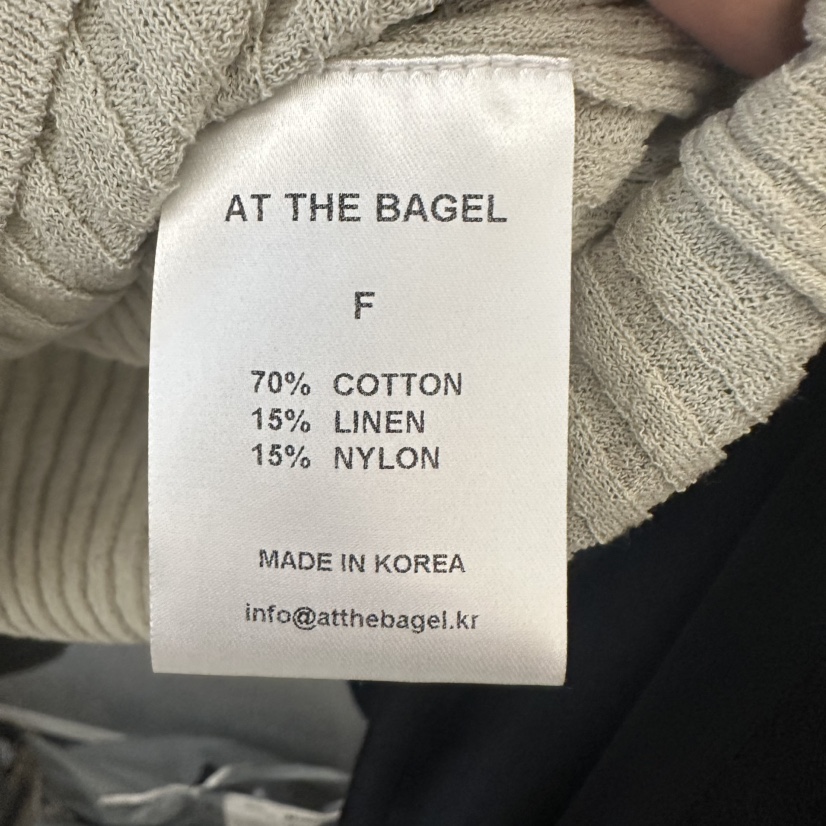 AT THE BAGEL
F
70% COTTON
15% LINEN
15% NYLON
MADE IN KOREA
info@atthebagel.kr